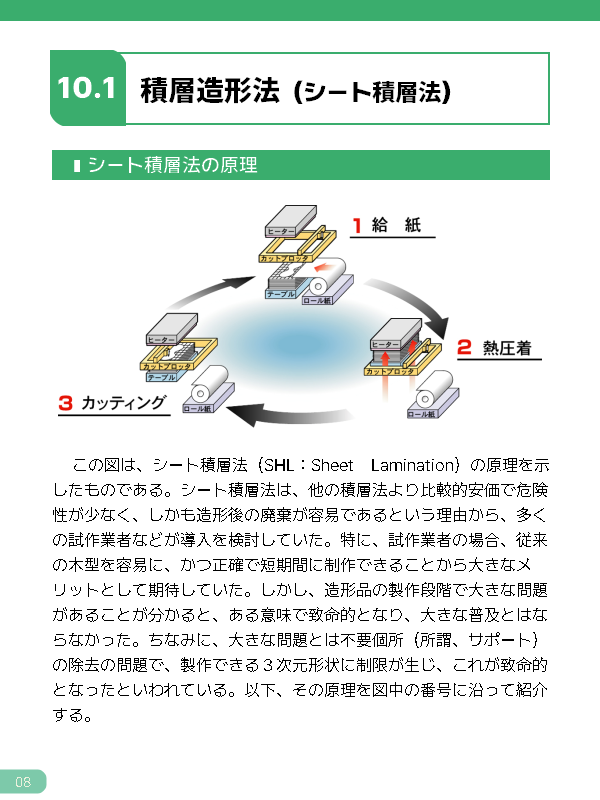 10.1
積層造形法 (シート積層法)
シート積層法の原理
ヒーター
カットプロッタ
テーブル
ロール紙
1 給　紙
ヒーター
カットプロッタ
ロール紙
2 熱圧着
ヒーター
カットプロッタ
テーブル
ロール紙
3 カッティング
この図は、シート積層法（SHL：Sheet　Lamination）の原理を示
したものである。シート積層法は、他の積層法より比較的安価で危険
性が少なく、しかも造形後の廃棄が容易であるという理由から、多く
の試作業者などが導入を検討していた。特に、試作業者の場合、従来
の木型を容易に、かつ正確で短期間に制作できることから大きなメ
リットとして期待していた。しかし、造形品の製作段階で大きな問題
があることが分かると、ある意味で致命的となり、大きな普及とはな
らなかった。ちなみに、大きな問題とは不要個所（所謂、サポート）
の除去の問題で、製作できる３次元形状に制限が生じ、これが致命的
となったといわれている。以下、その原理を図中の番号に沿って紹介
する。
08